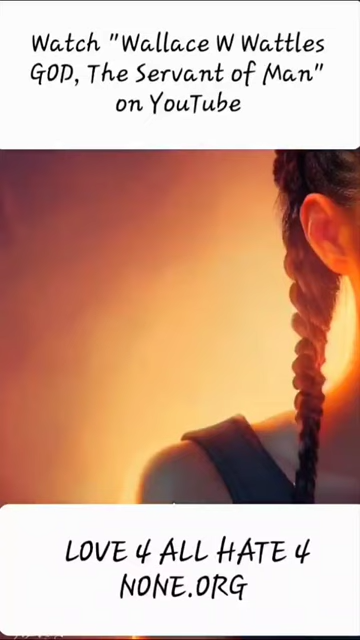 Watch "Wallace W Wattles
GOD, The Servant of Man"
on YouTube
LOVE 4 ALL HATE 4
NONE.ORG